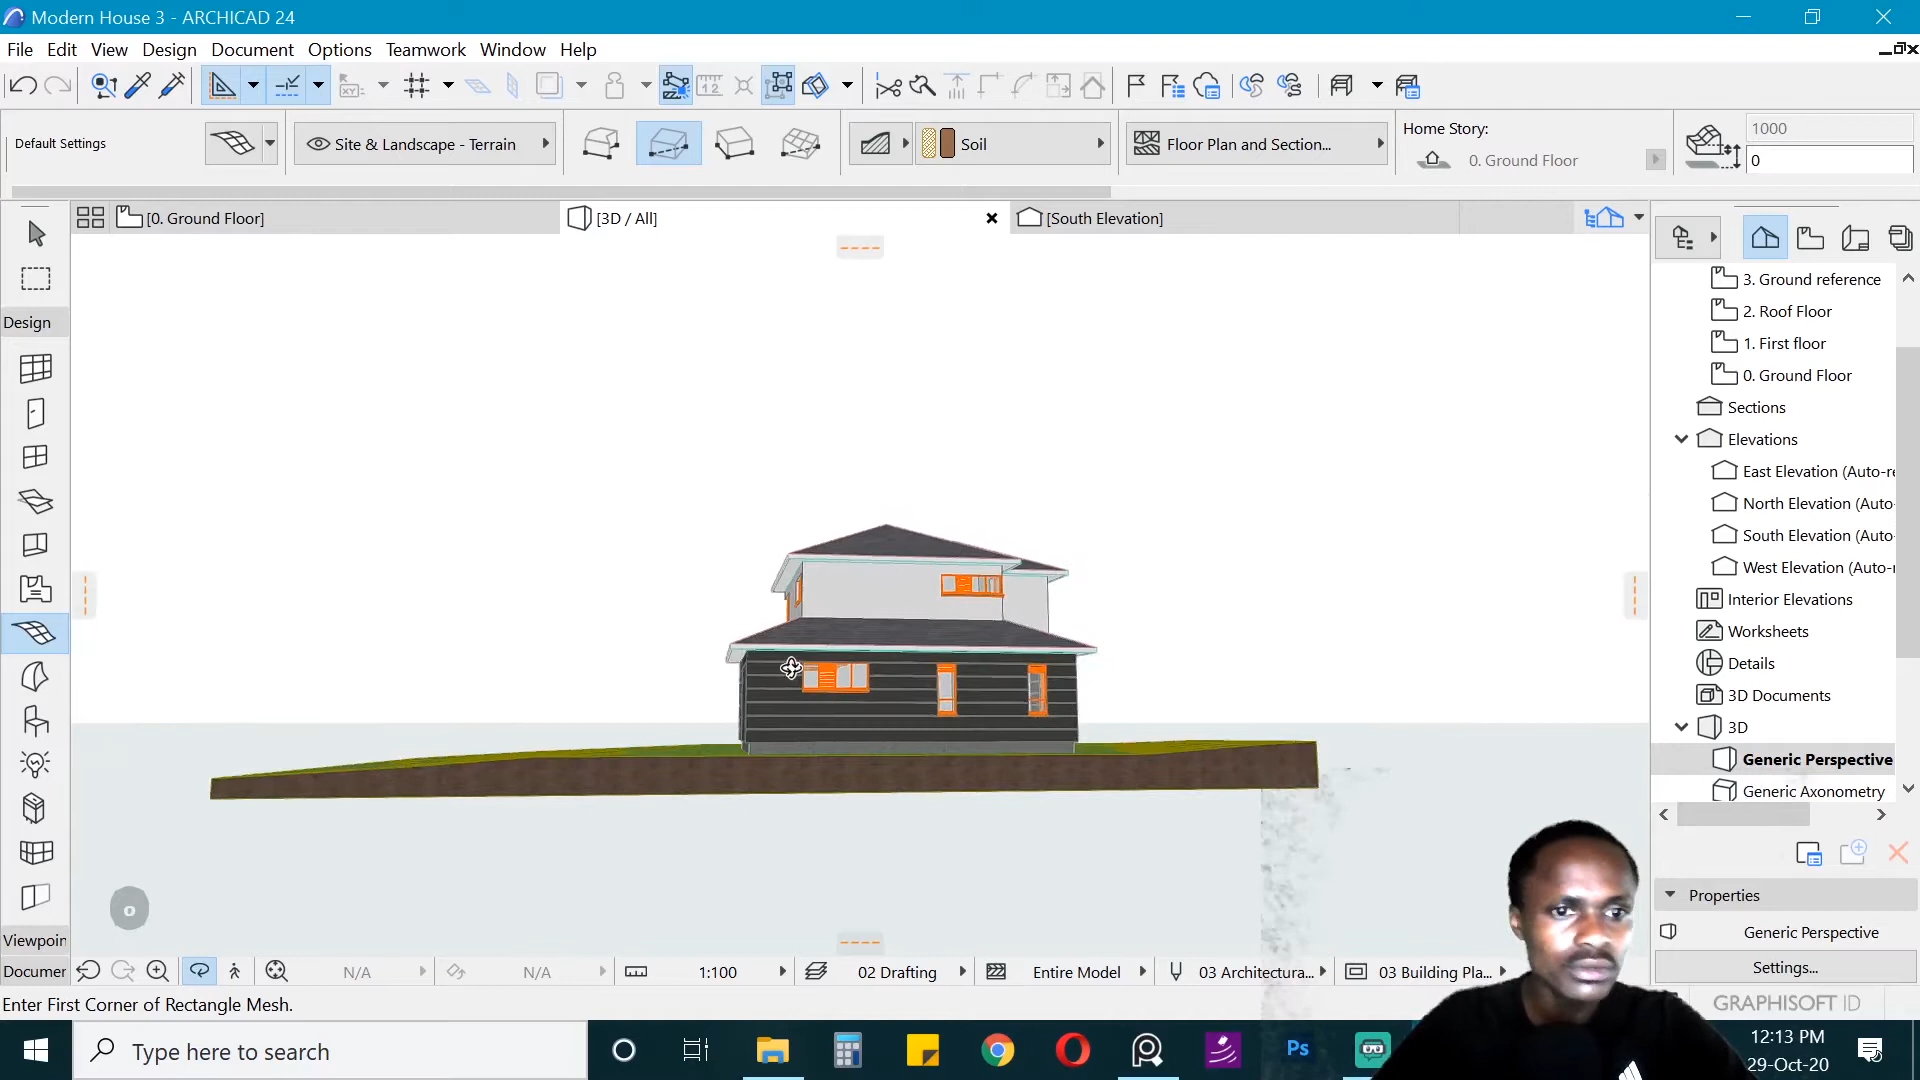 Modern House 3 - ARCHICAD 24
File Edit View Design Document Options Teamwork Window Help
Default Settings
Site & Landscape - Terrain
Soil
Floor Plan and Section...
Home Story:
0. Ground Floor
1000
0
[0. Ground Floor]
[3D / All]
[South Elevation]
Design
3. Ground reference
2. Roof Floor
1. First floor
0. Ground Floor
Sections
Elevations
East Elevation (Auto-re
North Elevation (Auto-
South Elevation (Auto-
West Elevation (Auto-r
Interior Elevations
Worksheets
Details
3D Documents
3D
Generic Perspective
Generic Axonometry
Properties
Generic Perspective
Settings...
GRAPHISOFT ID
Viewpoin
Documer
N/A
N/A
1:100
02 Drafting
Entire Model
03 Architectura...
03 Building Pla...
Enter First Corner of Rectangle Mesh.
Type here to search
Ps
12:13 PM
29-Oct-20